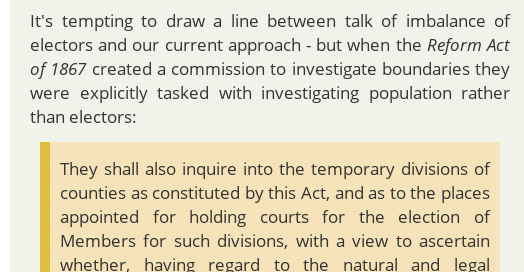 It's tempting to draw a line between talk of imbalance of
electors and our current approach - but when the Reform Act
of 1867 created a commission to investigate boundaries they
were explicitly tasked with investigating population rather
than electors:
They shall also inquire into the temporary divisions of
counties as constituted by this Act, and as to the places
appointed for holding courts for the election of
Members for such divisions, with a view to ascertain
whether, having regard to the natural and legal